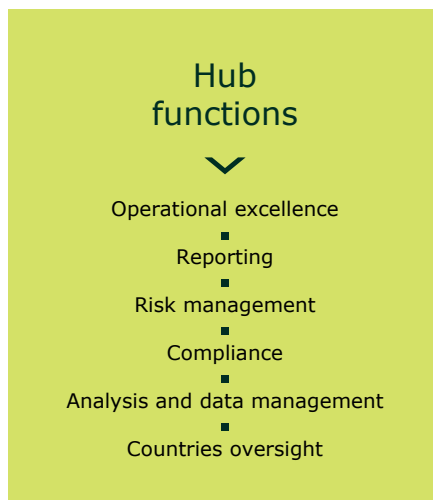 Hub
functions
Operational excellence
Reporting
Risk management
Compliance
Analysis and data management
Countries oversight